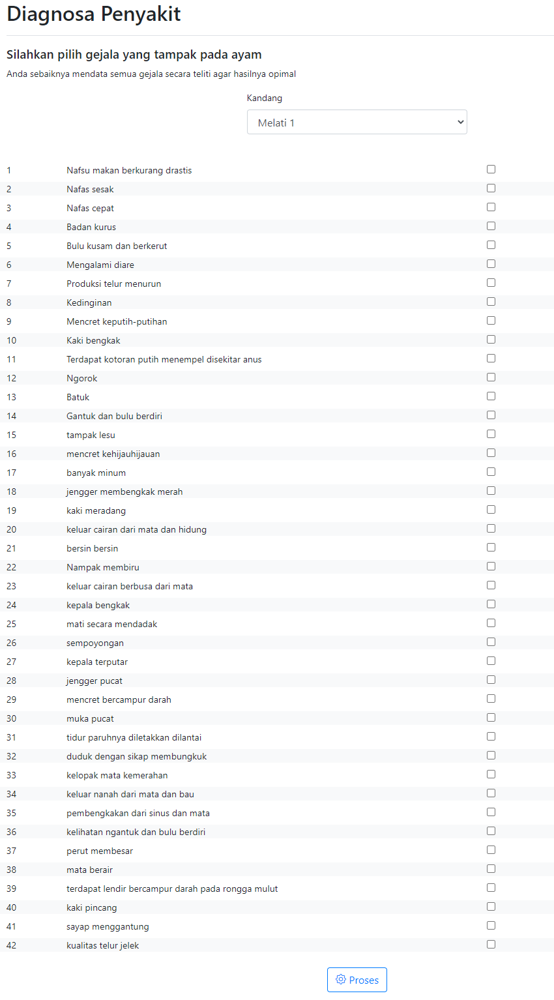 Diagnosa Penyakit
Silahkan pilih gejala yang tampak pada ayam
Anda sebaiknya mendata semua gejala secara teliti agar hasilnya opimal
Kandang
Melati 1
1 Nafsu makan berkurang drastis
2 Nafas sesak
3 Nafas cepat
4 Badan kurus
5 Bulu kusam dan berkerut
6 Mengalami diare
7 Produksi telur menurun
8 Kedinginan
9 Mencret keputih-putihan
10 Kaki bengkak
11 Terdapat kotoran putih menempel disekitar anus
12 Ngorok
13 Batuk
14 Gantuk dan bulu berdiri
15 tampak lesu
16 mencret kehijauhijauan
17 banyak minum
18 jengger membengkak merah
19 kaki meradang
20 keluar cairan dari mata dan hidung
21 bersin bersin
22 Nampak membiru
23 keluar cairan berbusa dari mata
24 kepala bengkak
25 mati secara mendadak
26 sempoyongan
27 kepala terputar
28 jengger pucat
29 mencret bercampur darah
30 muka pucat
31 tidur paruhnya diletakkan dilantai
32 duduk dengan sikap membungkuk
33 kelopak mata kemerahan
34 keluar nanah dari mata dan bau
35 pembengkakan dari sinus dan mata
36 kelihatan ngantuk dan bulu berdiri
37 perut membesar
38 mata berair
39 terdapat lendir bercampur darah pada rongga mulut
40 kaki pincang
41 sayap menggantung
42 kualitas telur jelek
Proses